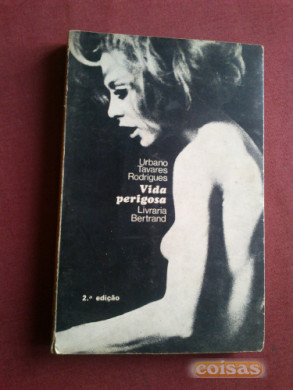 Urbano
Tavares
Rodrigues
Vida
perigosa
Livraria
Bertrand
2.ª edição
coisas